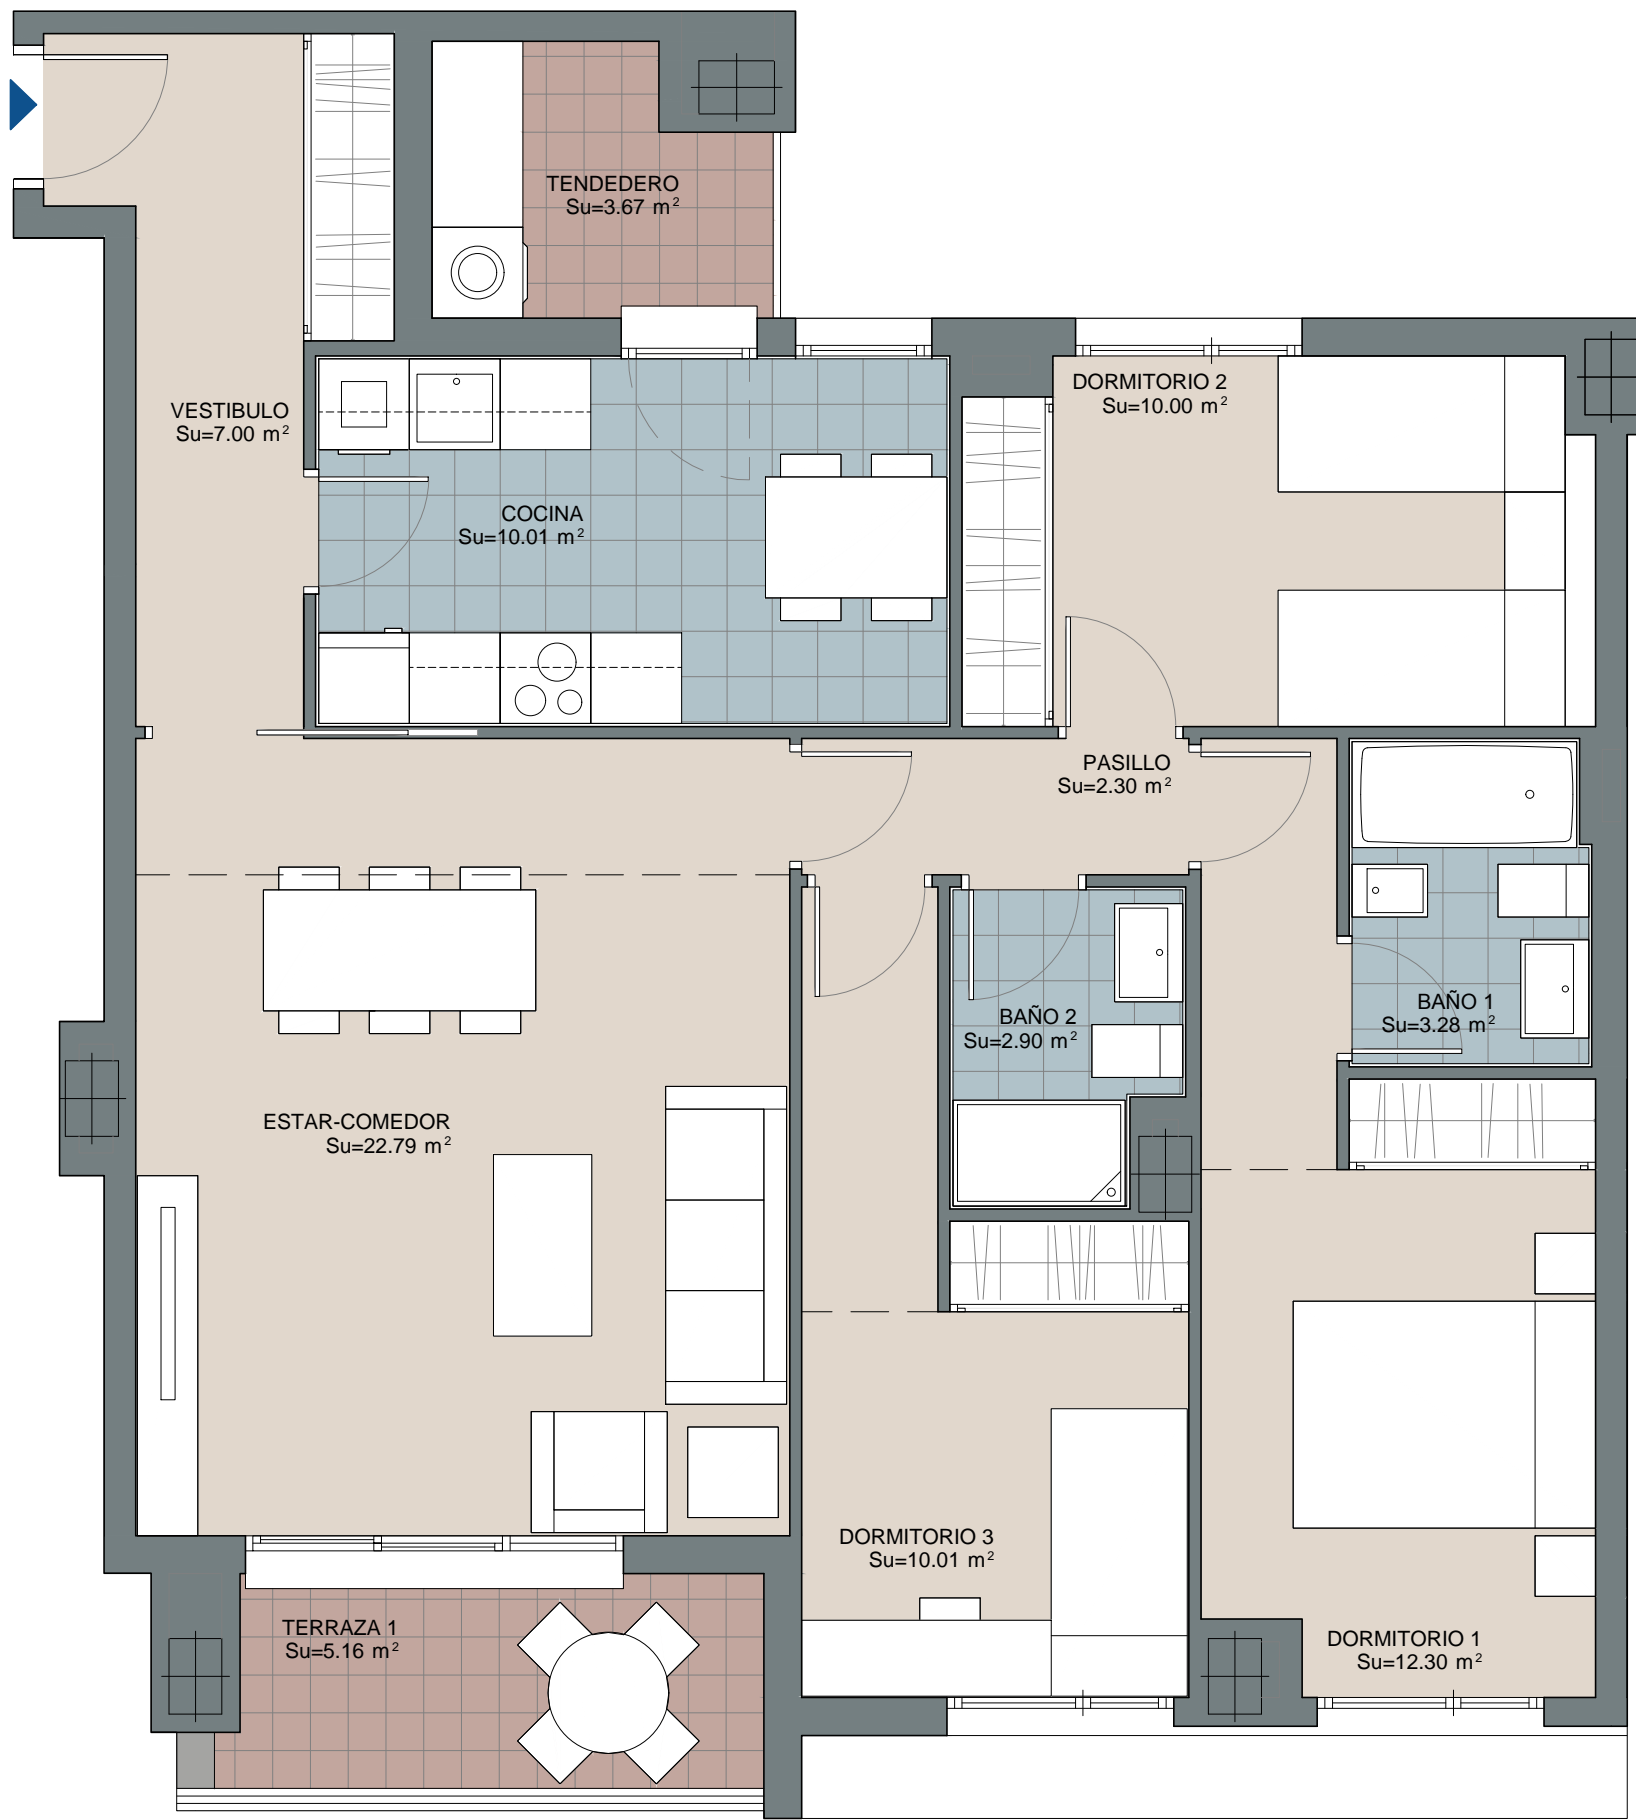 TENDEDERO
Su=3.67 m²
VESTIBULO
Su=7.00 m²
DORMITORIO 2
Su=10.00 m²
COCINA
Su=10.01 m²
PASILLO
Su=2.30 m²
BAÑO 1
Su=3.28 m²
BAÑO 2
Su=2.90 m²
ESTAR-COMEDOR
Su=22.79 m²
DORMITORIO 3
Su=10.01 m²
TERRAZA 1
Su=5.16 m²
DORMITORIO 1
Su=12.30 m²